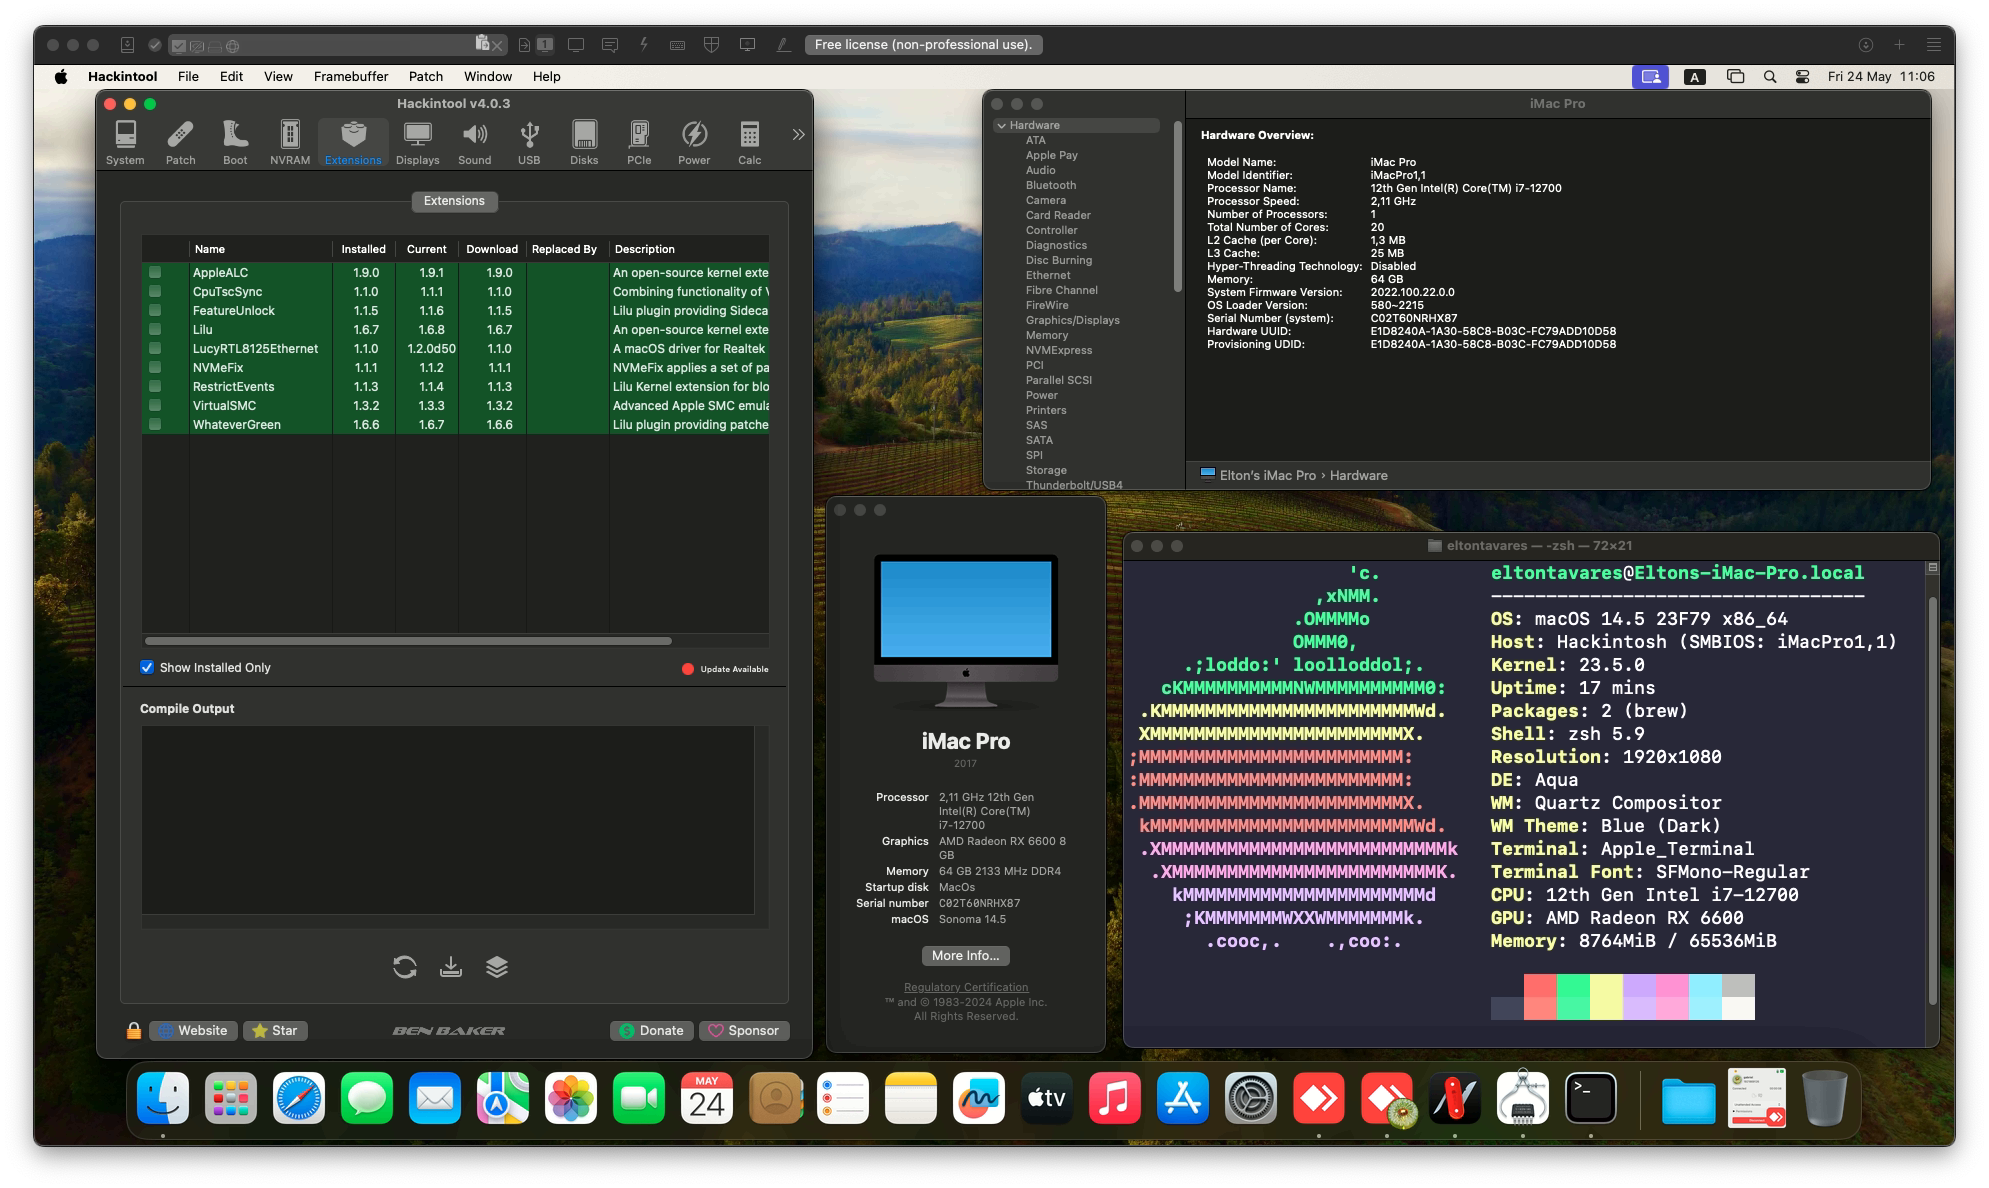 1
Free license (non-professional use).
Hackintool File Edit View Framebuffer Patch Window Help
A
Fri 24 May 11:06
Hackintool v4.0.3
System Patch Boot NVRAM Extensions Displays Sound USB Disks PCIe Power Calc
Extensions
Name Installed Current Download Replaced By Description
AppleALC 1.9.0 1.9.1 1.9.0 An open-source kernel exte
CpuTscSync 1.1.0 1.1.1 1.1.0 Combining functionality of V
FeatureUnlock 1.1.5 1.1.6 1.1.5 Lilu plugin providing Sideca
Lilu 1.6.7 1.6.8 1.6.7 An open-source kernel exte
LucyRTL8125Ethernet 1.1.0 1.2.0d50 1.1.0 A macOS driver for Realtek
NVMeFix 1.1.1 1.1.2 1.1.1 NVMeFix applies a set of pa
RestrictEvents 1.1.3 1.1.4 1.1.3 Lilu Kernel extension for blo
VirtualSMC 1.3.2 1.3.3 1.3.2 Advanced Apple SMC emula
WhateverGreen 1.6.6 1.6.7 1.6.6 Lilu plugin providing patche
Show Installed Only
Update Available
Compile Output
Website
Star
BEN BAKER
Donate
Sponsor
iMac Pro
Hardware
ATA
Apple Pay
Audio
Bluetooth
Camera
Card Reader
Controller
Diagnostics
Disc Burning
Ethernet
Fibre Channel
FireWire
Graphics/Displays
Memory
NVMExpress
PCI
Parallel SCSI
Power
Printers
SAS
SATA
SPI
Storage
Thunderbolt/USB4
Hardware Overview:
Model Name: iMac Pro
Model Identifier: iMacPro1,1
Processor Name: 12th Gen Intel(R) Core(TM) i7-12700
Processor Speed: 2,11 GHz
Number of Processors: 1
Total Number of Cores: 20
L2 Cache (per Core): 1,3 MB
L3 Cache: 25 MB
Hyper-Threading Technology: Disabled
Memory: 64 GB
System Firmware Version: 2022.100.22.0.0
OS Loader Version: 580~2215
Serial Number (system): C02T60NRHX87
Hardware UUID: E1D8240A-1A30-58C8-B03C-FC79ADD10D58
Provisioning UDID: E1D8240A-1A30-58C8-B03C-FC79ADD10D58
Elton's iMac Pro › Hardware
iMac Pro
2017
Processor 2,11 GHz 12th Gen
Intel(R) Core(TM)
i7-12700
Graphics AMD Radeon RX 6600 8
GB
Memory 64 GB 2133 MHz DDR4
Startup disk MacOs
Serial number C02T60NRHX87
macOS Sonoma 14.5
More Info...
Regulatory Certification
™ and © 1983-2024 Apple Inc.
All Rights Reserved.
eltontavares — -zsh — 72×21
'c. eltontavares@Eltons-iMac-Pro.local
,xNMM. ----------------------------------
.OMMMMo OS: macOS 14.5 23F79 x86_64
OMMM0, Host: Hackintosh (SMBIOS: iMacPro1,1)
.;loddo:' loolloddol;. Kernel: 23.5.0
cKMMMMMMMMMMNWMMMMMMMMMM0: Uptime: 17 mins
.KMMMMMMMMMMMMMMMMMMMMMMMWd. Packages: 2 (brew)
XMMMMMMMMMMMMMMMMMMMMMMMX. Shell: zsh 5.9
;MMMMMMMMMMMMMMMMMMMMMMMM: Resolution: 1920x1080
:MMMMMMMMMMMMMMMMMMMMMMMM: DE: Aqua
.MMMMMMMMMMMMMMMMMMMMMMMMX. WM: Quartz Compositor
kMMMMMMMMMMMMMMMMMMMMMMMMWd. WM Theme: Blue (Dark)
.XMMMMMMMMMMMMMMMMMMMMMMMMMMk Terminal: Apple_Terminal
.XMMMMMMMMMMMMMMMMMMMMMMMMK. Terminal Font: SFMono-Regular
kMMMMMMMMMMMMMMMMMMMMMMd CPU: 12th Gen Intel i7-12700
;KMMMMMMMWXXWMMMMMMMk. GPU: AMD Radeon RX 6600
.cooc,. .,coo:. Memory: 8764MiB / 65536MiB
MAY
24
tv
>_